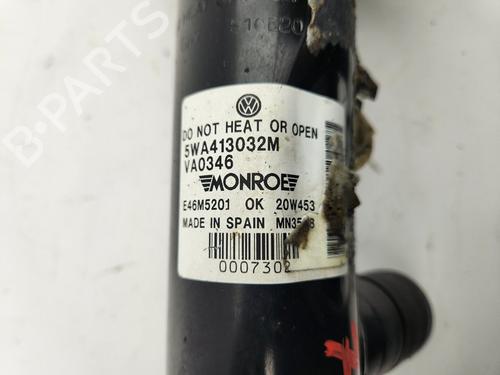 DO NOT HEAT OR OPEN
5WA413032M
VA0346
MONROE
E46M5201 OK 20W453
MADE IN SPAIN
0007302
B-PARTS